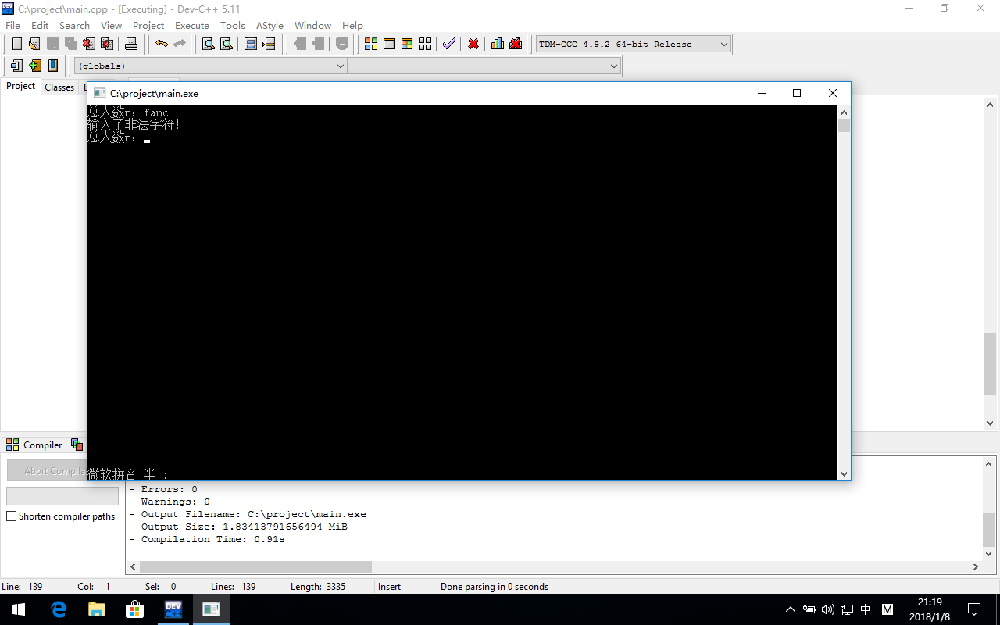 C:\project\main.cpp - [Executing] - Dev-C++ 5.11
File Edit Search View Project Execute Tools AStyle Window Help
TDM-GCC 4.9.2 64-bit Release
(globals)
Project Classes
C:\project\main.exe
总人数n: fanc
输入了非法字符!
总人数n:
微软拼音 半 :
Compiler
Abort Compilat
Shorten compiler paths
- Errors: 0
- Warnings: 0
- Output Filename: C:\project\main.exe
- Output Size: 1.83413791656494 MiB
- Compilation Time: 0.91s
Line: 139 Col: 1 Sel: 0 Lines: 139 Length: 3335 Insert Done parsing in 0 seconds
DEV C++
中 M
21:19
2018/1/8